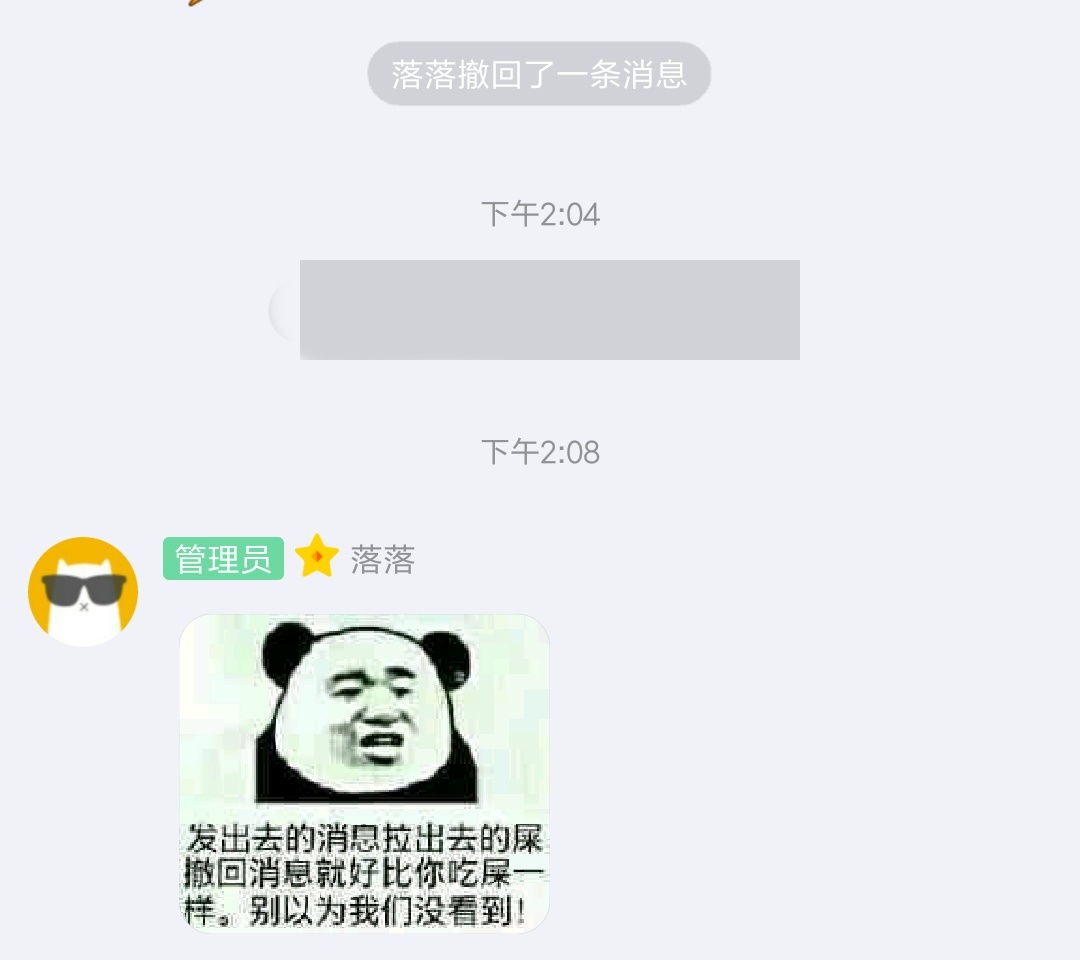 落落撤回了一条消息
下午2:04
下午2:08
管理员 落落
发出去的消息拉出去的屎
撤回消息就好比你吃屎一
样。别以为我们没看到!